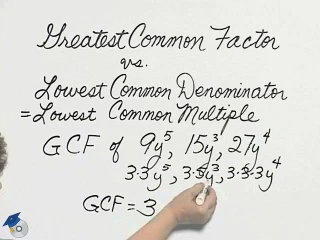 Greatest Common Factor
vs.
Lowest Common Denominator
= Lowest Common Multiple
GCF of 9y⁵, 15y³, 27y⁴
3·3y⁵, 3·5y³, 3·3·3y⁴
GCF = 3